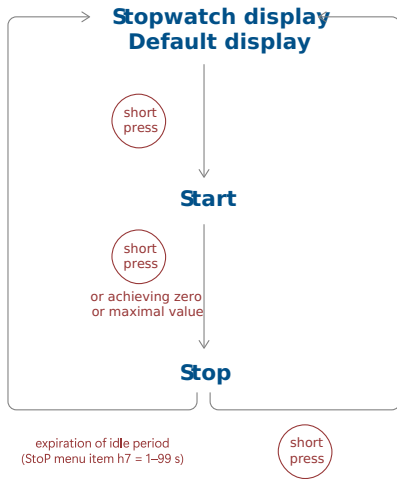 Stopwatch display
Default display
short
press
Start
short
press
or achieving zero
or maximal value
Stop
expiration of idle period
(StoP menu item h7 = 1–99 s)
short
press